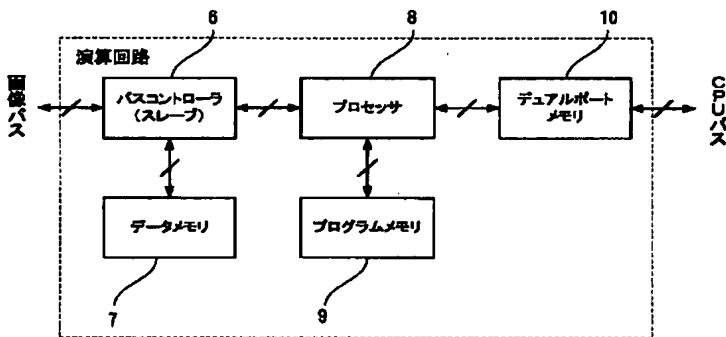 6
8
10
演算回路
画像バス
バスコントローラ
(スレーブ)
プロセッサ
デュアルポート
メモリ
CPUバス
データメモリ
プログラムメモリ
7
9